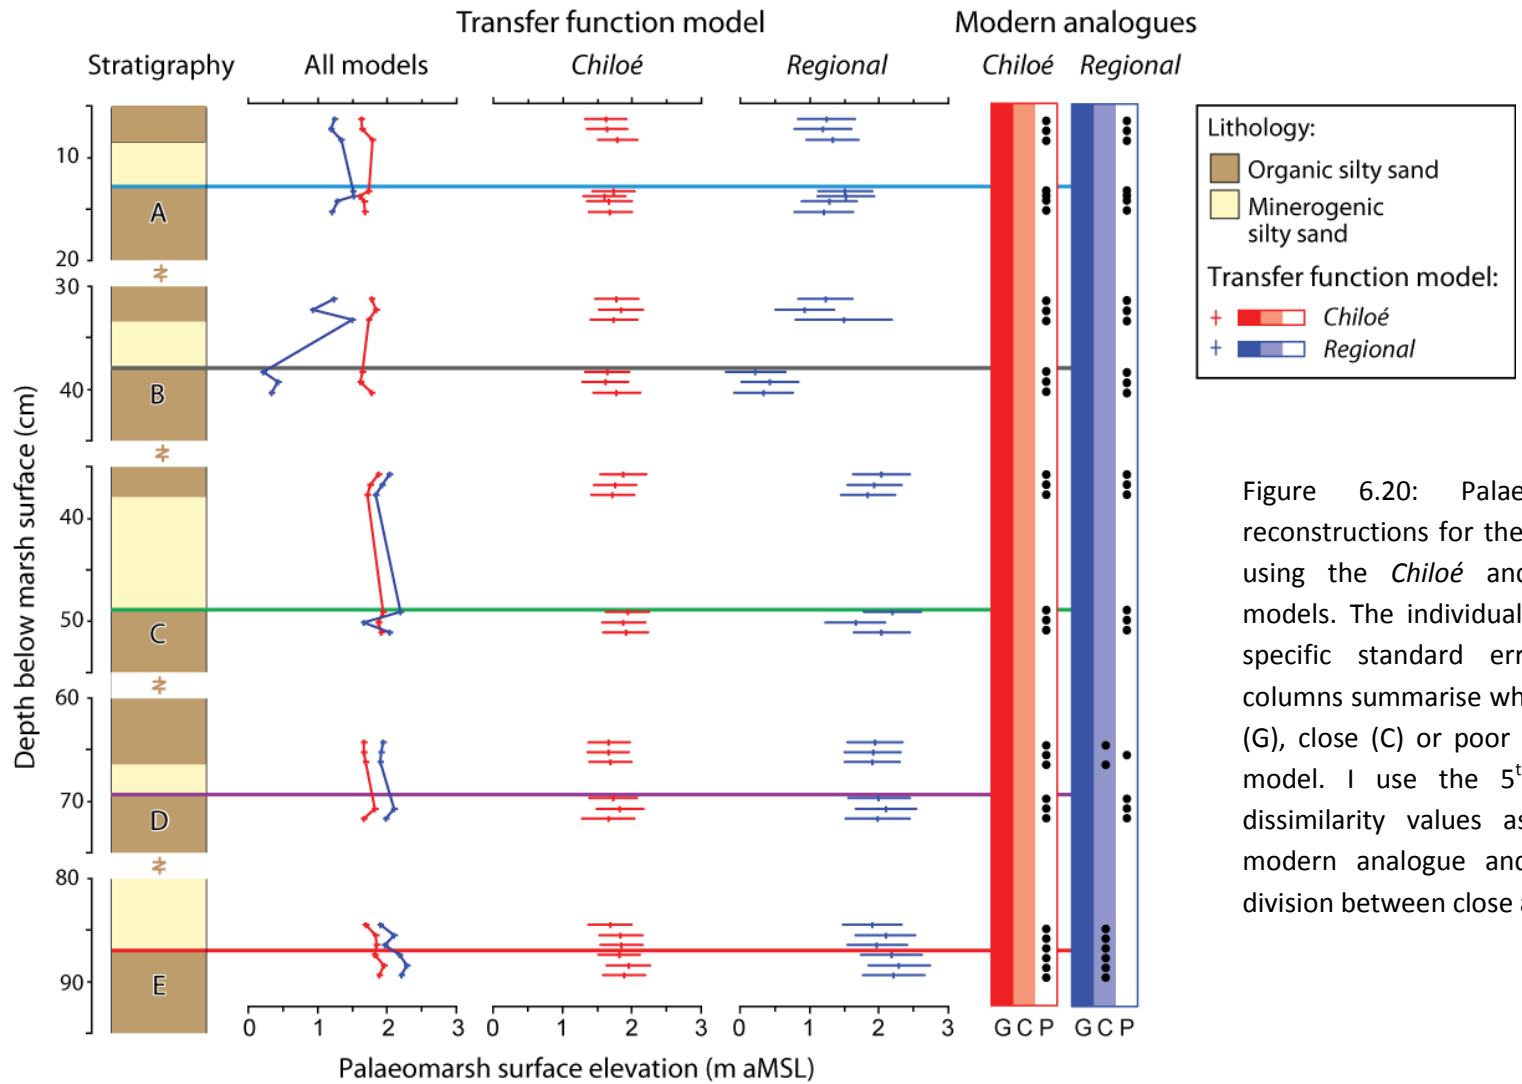 Transfer function model
Modern analogues
Stratigraphy
All models
Chiloé
Regional
Chiloé
Regional
Depth below marsh surface (cm)
10
20
30
40
40
50
60
70
80
90
A
B
C
D
E
0 1 2 3
0 1 2 3
0 1 2 3
G C P
G C P
Palaeomarsh surface elevation (m aMSL)
Lithology:
Organic silty sand
Minerogenic
silty sand
Transfer function model:
Chiloé
Regional
Figure 6.20: Palae
reconstructions for the
using the Chiloé and
models. The individual
specific standard err
columns summarise wh
(G), close (C) or poor
model. I use the 5t
dissimilarity values as
modern analogue and
division between close a